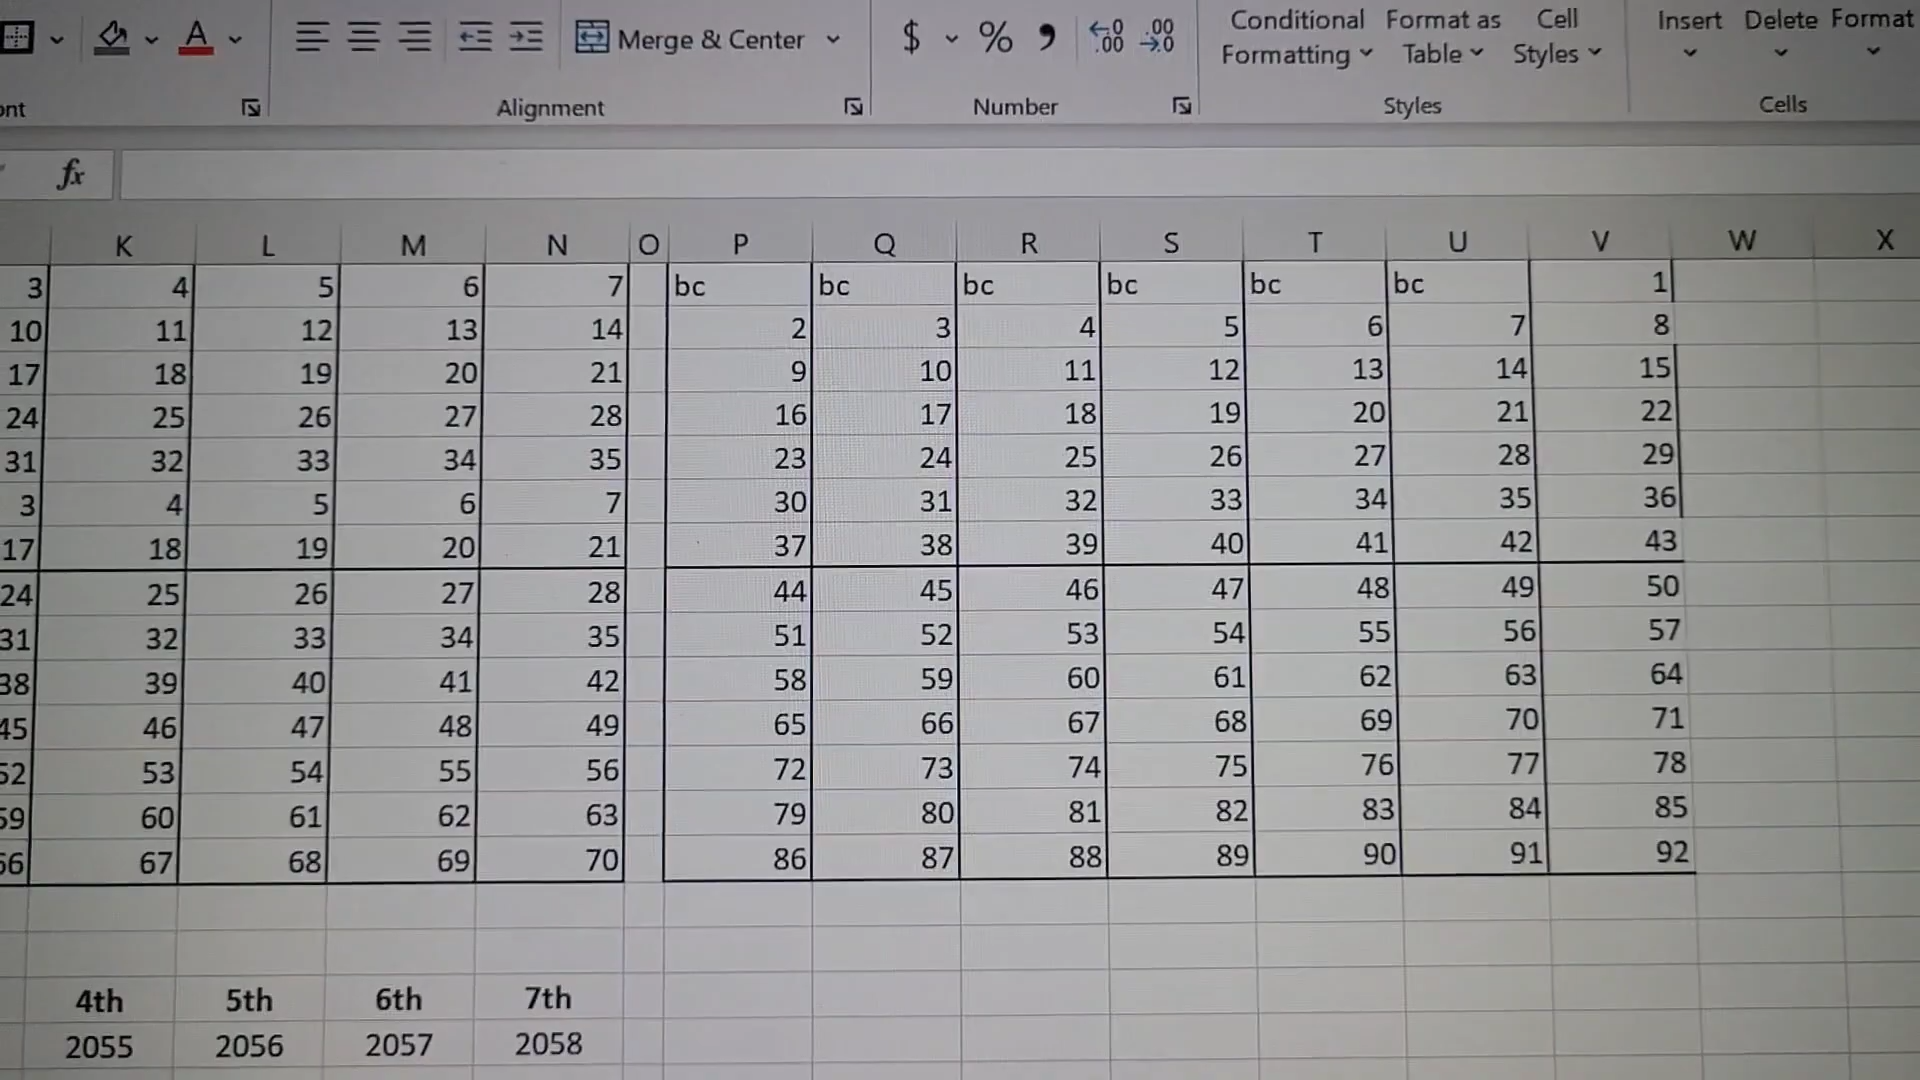 A Merge & Center $ % , .00 .00 Conditional Format as Cell Insert Delete Format
Formatting Table Styles
Alignment Number Styles Cells
fx
K L M N O P Q R S T U V W X
3 4 5 6 7 bc bc bc bc bc bc 1
10 11 12 13 14 2 3 4 5 6 7 8
17 18 19 20 21 9 10 11 12 13 14 15
24 25 26 27 28 16 17 18 19 20 21 22
31 32 33 34 35 23 24 25 26 27 28 29
3 4 5 6 7 30 31 32 33 34 35 36
17 18 19 20 21 37 38 39 40 41 42 43
24 25 26 27 28 44 45 46 47 48 49 50
31 32 33 34 35 51 52 53 54 55 56 57
38 39 40 41 42 58 59 60 61 62 63 64
45 46 47 48 49 65 66 67 68 69 70 71
52 53 54 55 56 72 73 74 75 76 77 78
59 60 61 62 63 79 80 81 82 83 84 85
66 67 68 69 70 86 87 88 89 90 91 92
4th 5th 6th 7th
2055 2056 2057 2058